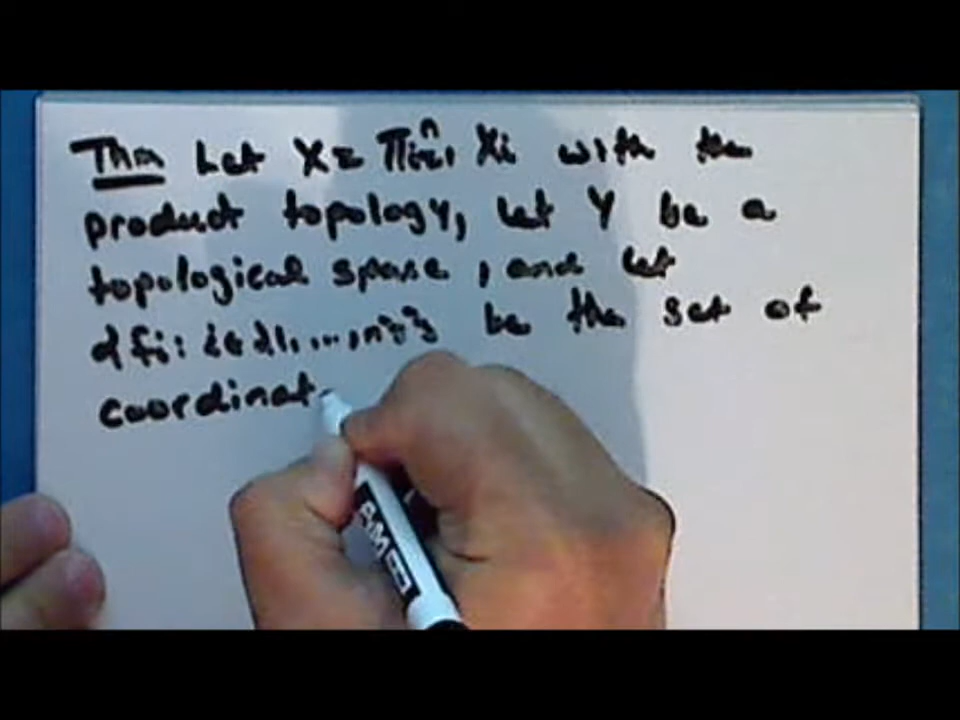 Thm Let X = Πi=1^n Xi with the
product topology, let Y be a
topological space, and let
{fi: i∈{1,...,n}} be the set of
coordinat